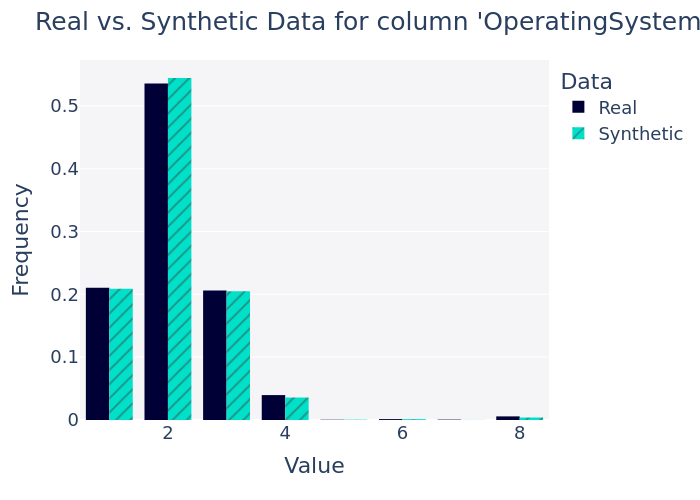 Real vs. Synthetic Data for column 'OperatingSystem
Data
Real
Synthetic
Frequency
0.5
0.4
0.3
0.2
0.1
0
2 4 6 8
Value